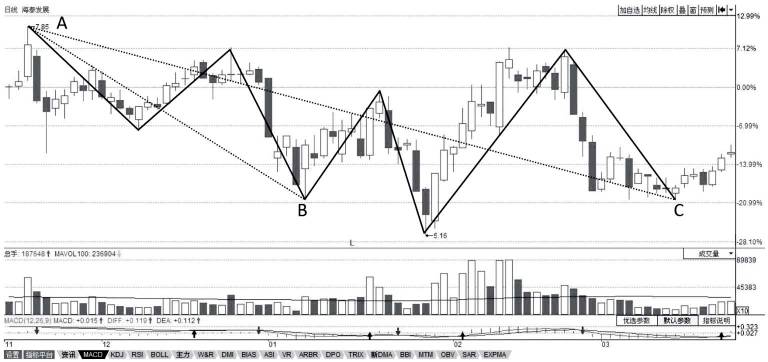 日线 海泰发展
加自选 均线 除权 叠 窗 预测
7.85
A
B
C
5.16
L
12.99%
7.12%
0.00%
-6.99%
-13.99%
-20.99%
-28.10%
总手: 187648 MAVOL100: 236904
成交量
89839
45383
X10
MACD(12,26,9) MACD: +0.015 DIFF: +0.119 DEA: +0.112
优选参数 默认参数 指标说明
+0.323
+0.027
11 12 01 02 03
设置 指标平台 资讯 MACD KDJ RSI BOLL 主力 W&R DMI BIAS ASI VR ARBR DPO TRIX 新DMA BBI MTM OBV SAR EXPMA